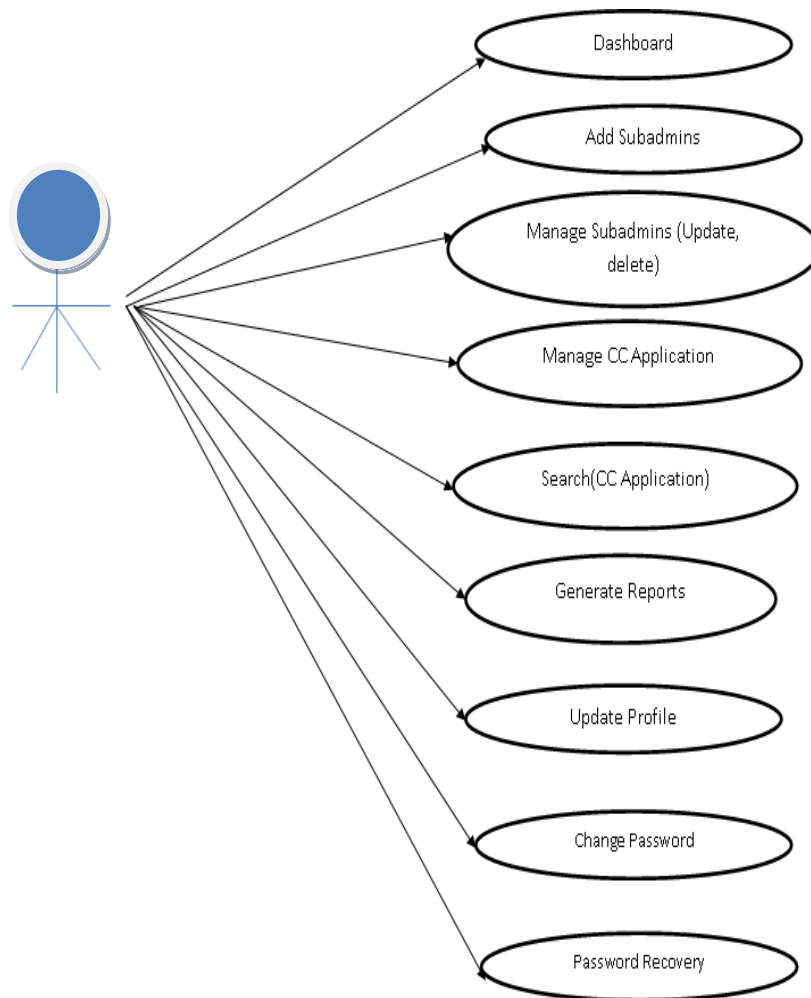 Dashboard
Add Subadmins
Manage Subadmins (Update,
delete)
Manage CC Application
Search(CC Application)
Generate Reports
Update Profile
Change Password
Password Recovery